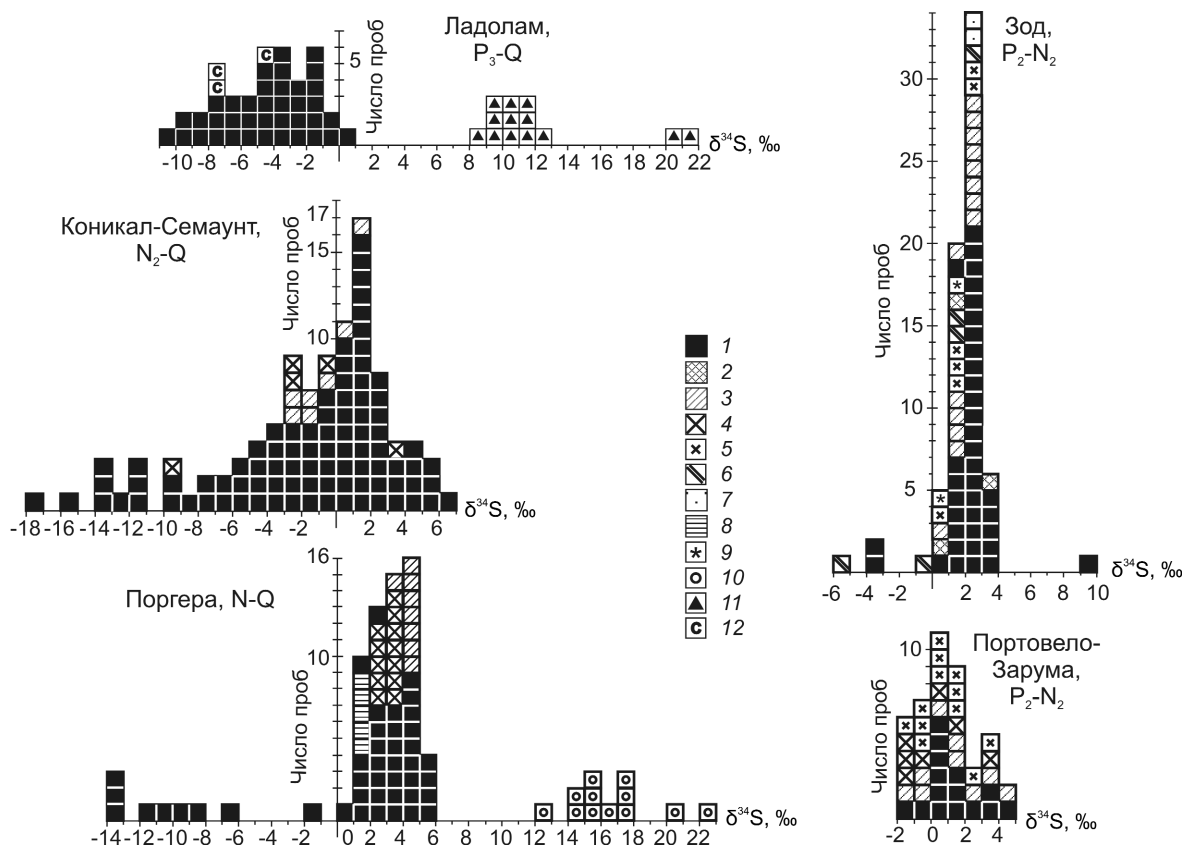 Ладолам,
P₃-Q
Число проб
5
-10 -8 -6 -4 -2 2 4 6 8 10 12 14 16 18 20 22
δ³⁴S, ‰
Коникал-Семаунт,
N₂-Q
Число проб
17
15
10
-18 -16 -14 -12 -10 -8 -6 -4 -2 2 4 6
δ³⁴S, ‰
Поргера, N-Q
Число проб
16
10
-14 -12 -10 -8 -6 -4 -2 0 2 4 6 8 10 12 14 16 18 20 22
δ³⁴S, ‰
1
2
3
4
5
6
7
8
9
10
11
12
C
C
C
C
Зод,
P₂-N₂
Число проб
30
25
20
15
10
5
-6 -4 -2 0 2 4 6 8 10
δ³⁴S, ‰
Портовело-
Зарума,
P₂-N₂
Число проб
10
-2 0 2 4
δ³⁴S, ‰